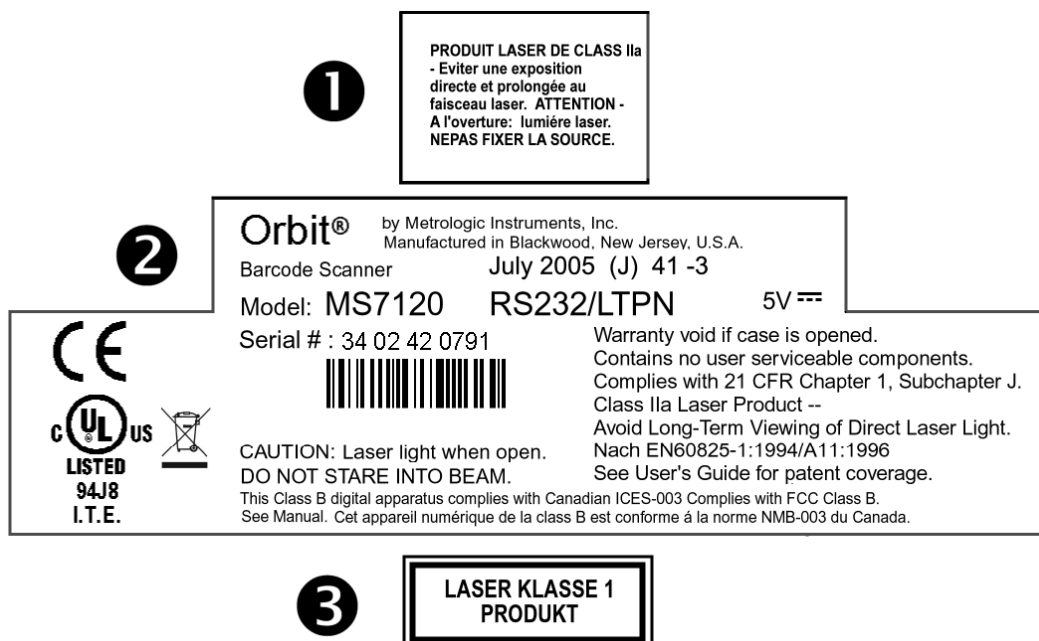 1
PRODUIT LASER DE CLASS IIa
- Eviter une exposition
directe et prolongée au
faisceau laser. ATTENTION -
A l'overture: lumiére laser.
NEPAS FIXER LA SOURCE.
2
Orbit®
by Metrologic Instruments, Inc.
Manufactured in Blackwood, New Jersey, U.S.A.
Barcode Scanner
July 2005 (J) 41 -3
Model: MS7120 RS232/LTPN 5V
Serial # : 34 02 42 0791
CE
C UL® US
LISTED
94J8
I.T.E.
CAUTION: Laser light when open.
DO NOT STARE INTO BEAM.
Warranty void if case is opened.
Contains no user serviceable components.
Complies with 21 CFR Chapter 1, Subchapter J.
Class IIa Laser Product --
Avoid Long-Term Viewing of Direct Laser Light.
Nach EN60825-1:1994/A11:1996
See User's Guide for patent coverage.
This Class B digital apparatus complies with Canadian ICES-003 Complies with FCC Class B.
See Manual. Cet appareil numérique de la class B est conforme á la norme NMB-003 du Canada.
3
LASER KLASSE 1
PRODUKT